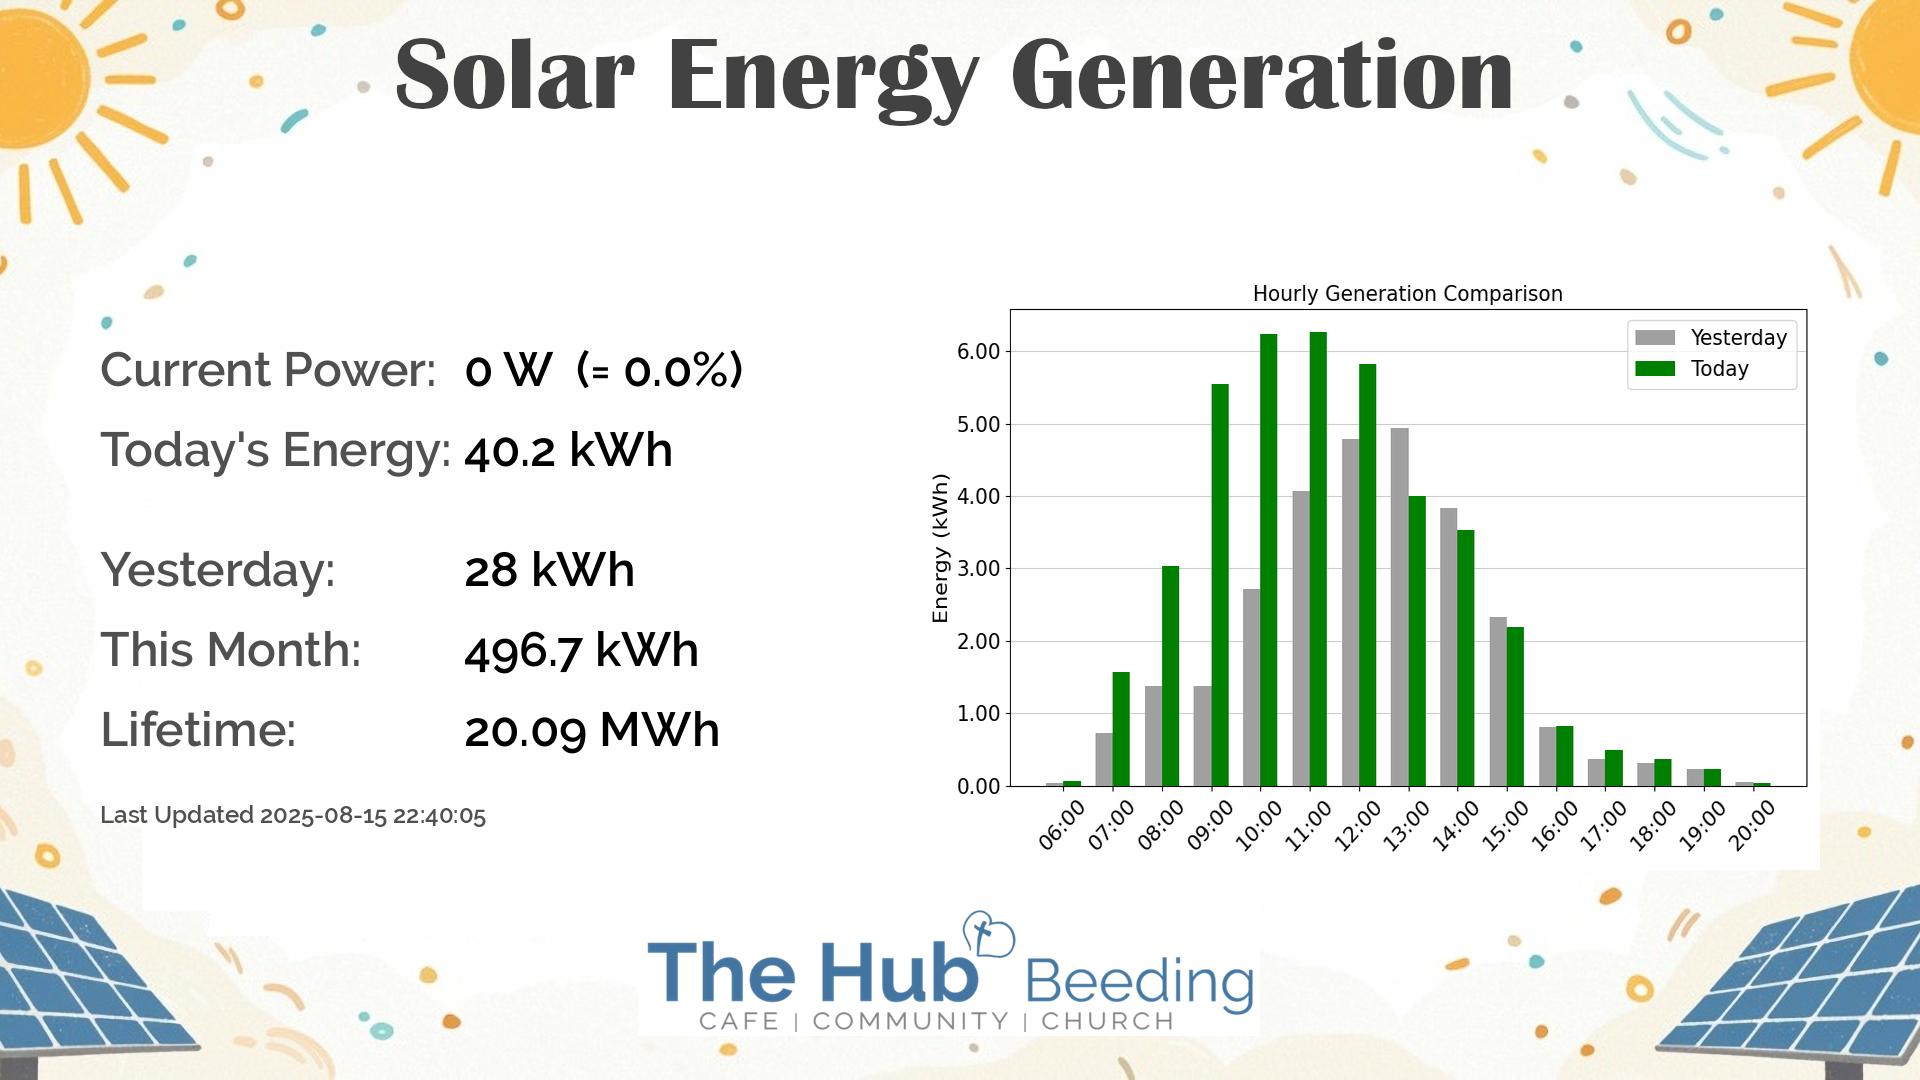 Solar Energy Generation
Current Power: 0 W (= 0.0%)
Today's Energy: 40.2 kWh
Yesterday: 28 kWh
This Month: 496.7 kWh
Lifetime: 20.09 MWh
Last Updated 2025-08-15 22:40:05
Hourly Generation Comparison
Yesterday
Today
Energy (kWh)
6.00
5.00
4.00
3.00
2.00
1.00
0.00
06:00 07:00 08:00 09:00 10:00 11:00 12:00 13:00 14:00 15:00 16:00 17:00 18:00 19:00 20:00
The Hub Beeding
CAFE | COMMUNITY | CHURCH